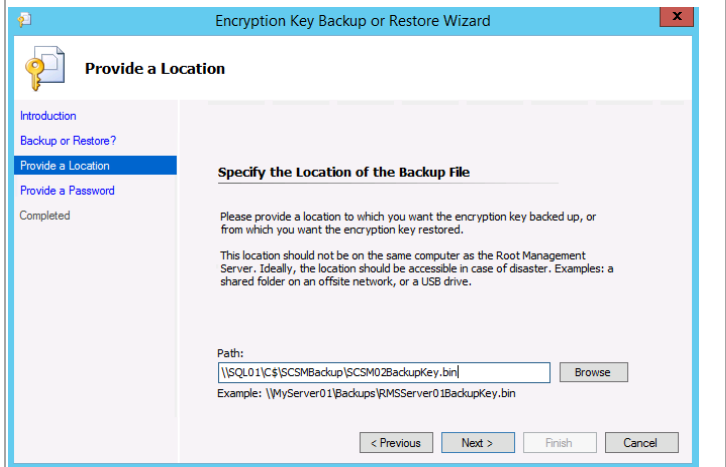 Encryption Key Backup or Restore Wizard
x
Provide a Location
Introduction
Backup or Restore?
Provide a Location
Provide a Password
Completed
Specify the Location of the Backup File
Please provide a location to which you want the encryption key backed up, or
from which you want the encryption key restored.
This location should not be on the same computer as the Root Management
Server. Ideally, the location should be accessible in case of disaster. Examples: a
shared folder on an offsite network, or a USB drive.
Path:
\\SQL01\C$\SCSMBackup\SCSM02BackupKey.bin
Browse
Example: \\MyServer01\Backups\RMSServer01BackupKey.bin
< Previous
Next >
Finish
Cancel